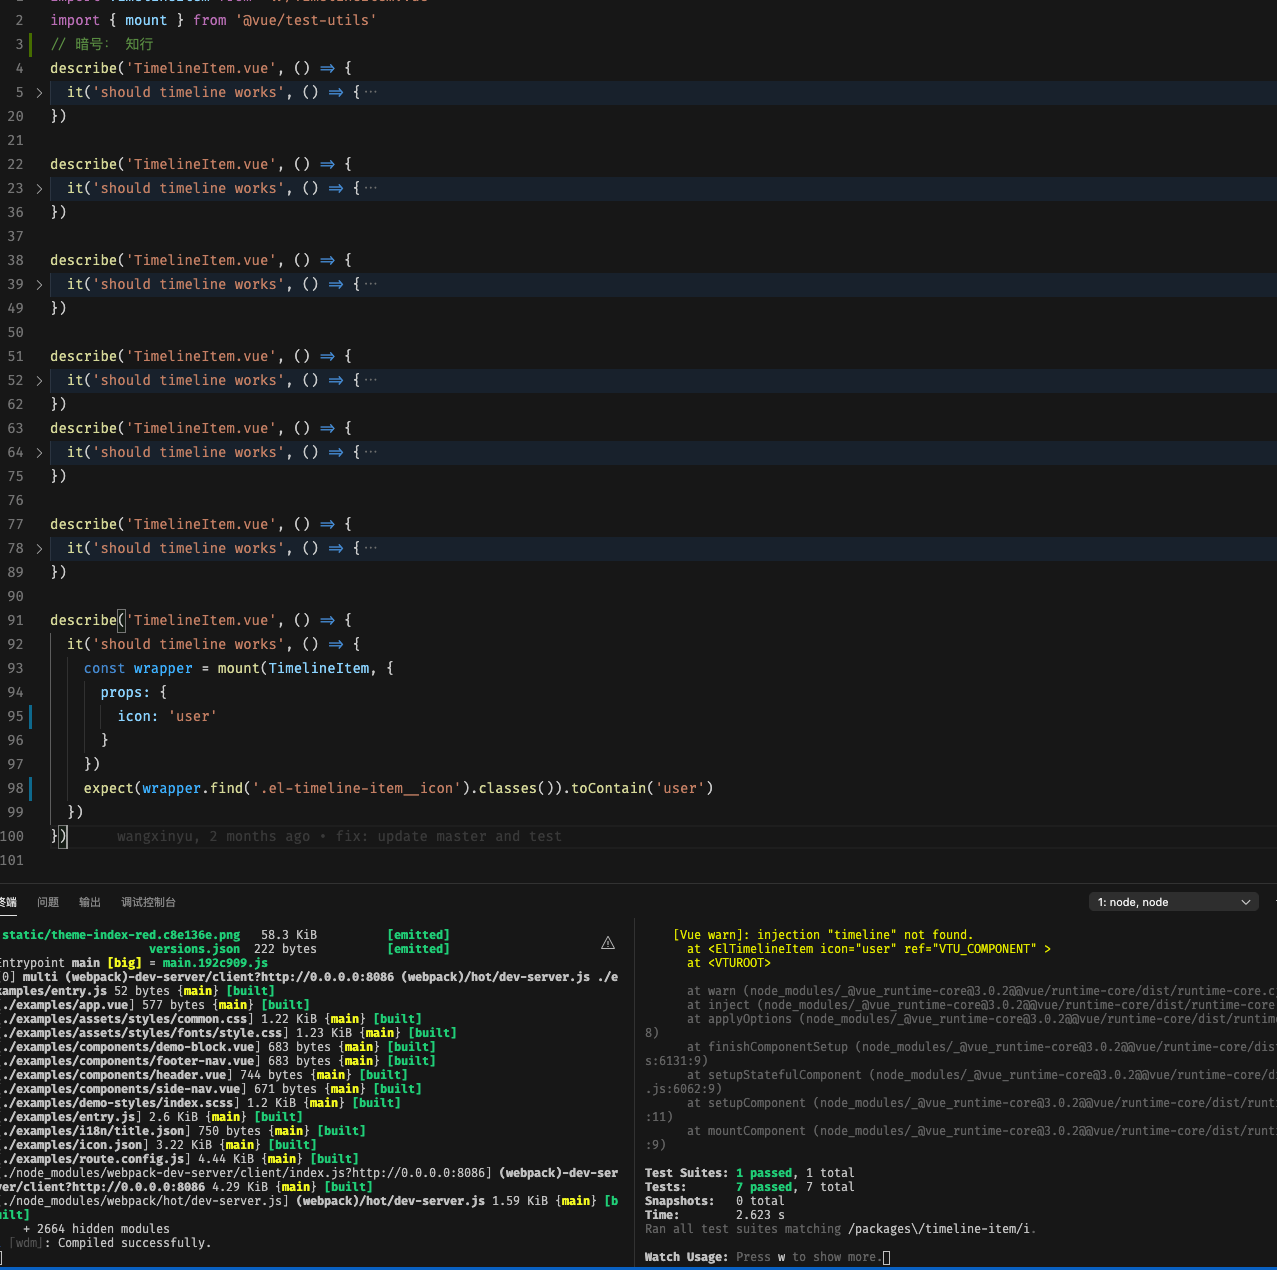 2 import { mount } from '@vue/test-utils'
3 // 暗号： 知行
4 describe('TimelineItem.vue', () => {
5 it('should timeline works', () => {···
20 })
21
22 describe('TimelineItem.vue', () => {
23 it('should timeline works', () => {···
36 })
37
38 describe('TimelineItem.vue', () => {
39 it('should timeline works', () => {···
49 })
50
51 describe('TimelineItem.vue', () => {
52 it('should timeline works', () => {···
62 })
63 describe('TimelineItem.vue', () => {
64 it('should timeline works', () => {···
75 })
76
77 describe('TimelineItem.vue', () => {
78 it('should timeline works', () => {···
89 })
90
91 describe('TimelineItem.vue', () => {
92 it('should timeline works', () => {
93 const wrapper = mount(TimelineItem, {
94 props: {
95 icon: 'user'
96 }
97 })
98 expect(wrapper.find('.el-timeline-item__icon').classes()).toContain('user')
99 })
100 }) wangxinyu, 2 months ago • fix: update master and test
101
终端 问题 输出 调试控制台
1: node, node
static/theme-index-red.c8e136e.png 58.3 KiB [emitted]
versions.json 222 bytes [emitted]
Entrypoint main [big] = main.192c909.js
0] multi (webpack)-dev-server/client?http://0.0.0.0:8086 (webpack)/hot/dev-server.js ./e
xamples/entry.js 52 bytes {main} [built]
./examples/app.vue] 577 bytes {main} [built]
./examples/assets/styles/common.css] 1.22 KiB {main} [built]
./examples/assets/styles/fonts/style.css] 1.23 KiB {main} [built]
./examples/components/demo-block.vue] 683 bytes {main} [built]
./examples/components/footer-nav.vue] 683 bytes {main} [built]
./examples/components/header.vue] 744 bytes {main} [built]
./examples/components/side-nav.vue] 671 bytes {main} [built]
./examples/demo-styles/index.scss] 1.2 KiB {main} [built]
./examples/entry.js] 2.6 KiB {main} [built]
./examples/i18n/title.json] 750 bytes {main} [built]
./examples/icon.json] 3.22 KiB {main} [built]
./examples/route.config.js] 4.44 KiB {main} [built]
./node_modules/webpack-dev-server/client/index.js?http://0.0.0.0:8086] (webpack)-dev-ser
ver/client?http://0.0.0.0:8086 4.29 KiB {main} [built]
./node_modules/webpack/hot/dev-server.js] (webpack)/hot/dev-server.js 1.59 KiB {main} [b
uilt]
+ 2664 hidden modules
｢wdm｣: Compiled successfully.
[Vue warn]: injection "timeline" not found.
at <ElTimelineItem icon="user" ref="VTU_COMPONENT" >
at <VTUROOT>
at warn (node_modules/_@vue_runtime-core@3.0.2@@vue/runtime-core/dist/runtime-core.c
at inject (node_modules/_@vue_runtime-core@3.0.2@@vue/runtime-core/dist/runtime-core
at applyOptions (node_modules/_@vue_runtime-core@3.0.2@@vue/runtime-core/dist/runtime
8)
at finishComponentSetup (node_modules/_@vue_runtime-core@3.0.2@@vue/runtime-core/dis
s:6131:9)
at setupStatefulComponent (node_modules/_@vue_runtime-core@3.0.2@@vue/runtime-core/d
.js:6062:9)
at setupComponent (node_modules/_@vue_runtime-core@3.0.2@@vue/runtime-core/dist/runt
:11)
at mountComponent (node_modules/_@vue_runtime-core@3.0.2@@vue/runtime-core/dist/runt
:9)
Test Suites: 1 passed, 1 total
Tests: 7 passed, 7 total
Snapshots: 0 total
Time: 2.623 s
Ran all test suites matching /packages\/timeline-item/i.
Watch Usage: Press w to show more.